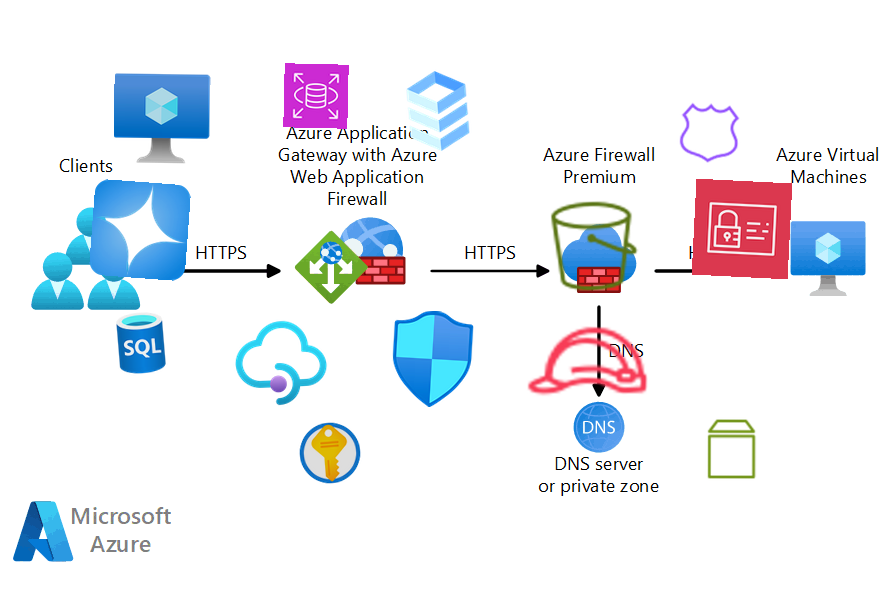 Clients
Azure Application
Gateway with Azure
Web Application
Firewall
Azure Firewall
Premium
Azure Virtual
Machines
HTTPS
HTTPS
SQL
DNS
DNS
DNS server
or private zone
Microsoft
Azure